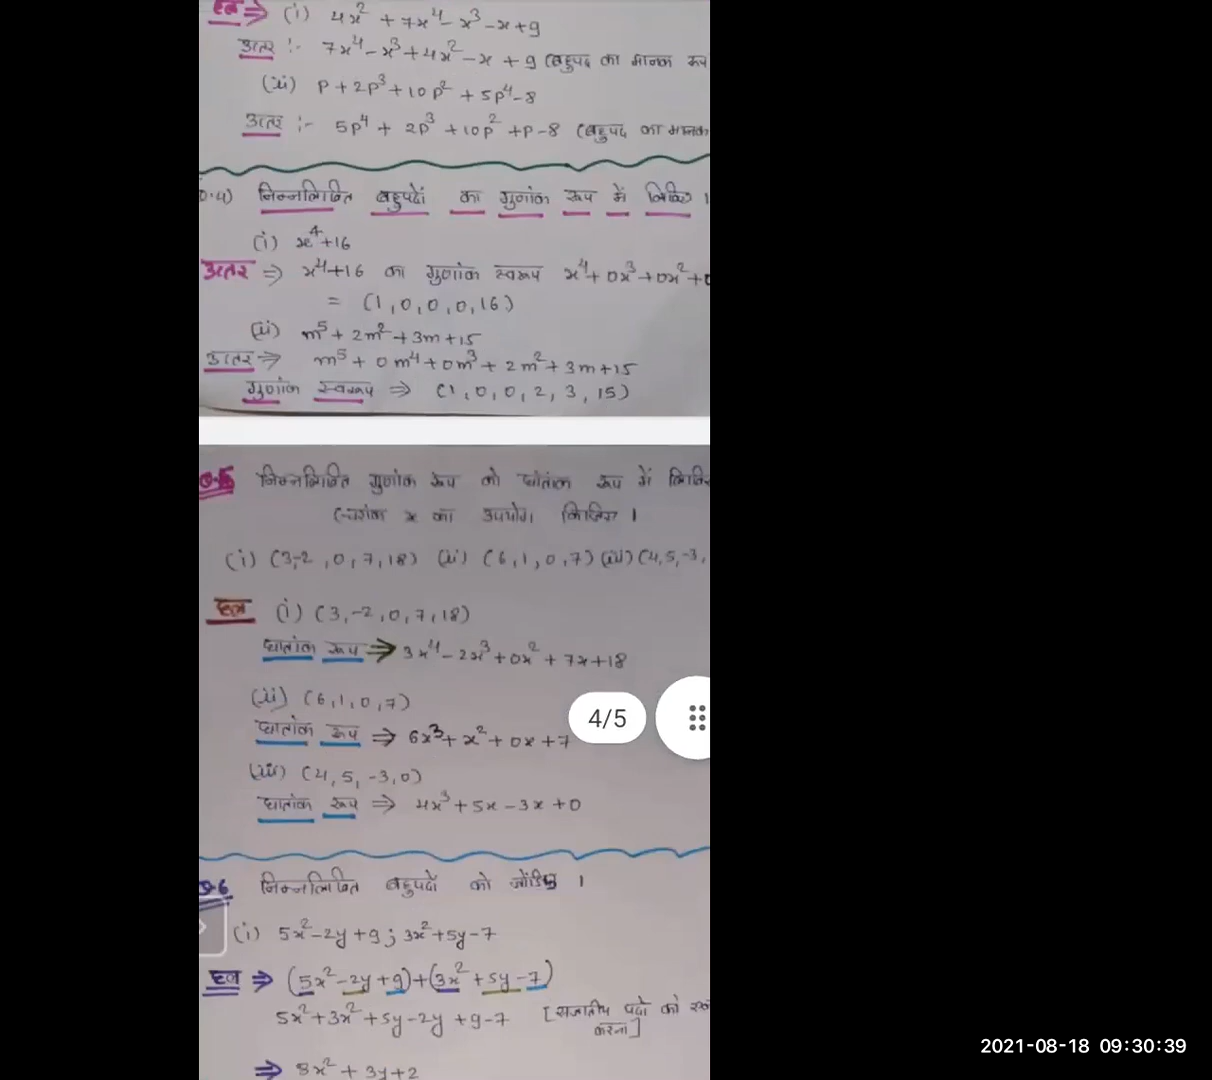 हल ⇒ (i) 4x² + 7x⁴ - x³ - x + 9
उत्तर :- 7x⁴ - x³ + 4x² - x + 9 (बहुपद का मानक रूप
(ii) p + 2p³ + 10p² + 5p⁴ - 8
उत्तर :- 5p⁴ + 2p³ + 10p² + p - 8 (बहुपद का मानक
Q.4) निम्नलिखित बहुपदों का गुणांक रूप में लिखिए ।
(i) x⁴ + 16
उत्तर ⇒ x⁴ + 16 का गुणांक स्वरूप x⁴ + 0x³ + 0x² + 0
= (1, 0, 0, 0, 16)
(ii) m⁵ + 2m² + 3m + 15
उत्तर ⇒ m⁵ + 0m⁴ + 0m³ + 2m² + 3m + 15
गुणांक स्वरूप ⇒ (1, 0, 0, 2, 3, 15)
Q.5 निम्नलिखित गुणांक रूप को घातांक रूप में लिखिए
(चरांक x का उपयोग किजिए ।
(i) (3,-2, 0, 7, 18) (ii) (6, 1, 0, 7) (iii) (4, 5, -3,
हल (i) (3, -2, 0, 7, 18)
घातांक रूप ⇒ 3x⁴ - 2x³ + 0x² + 7x + 18
(ii) (6, 1, 0, 7)
4/5
घातांक रूप ⇒ 6x³ + x² + 0x + 7
(iii) (4, 5, -3, 0)
घातांक रूप ⇒ 4x³ + 5x - 3x + 0
Q.6 निम्नलिखित बहुपदों को जोडिए ।
(i) 5x² - 2y + 9 ; 3x² + 5y - 7
हल ⇒ (5x² - 2y + 9) + (3x² + 5y - 7)
5x² + 3x² + 5y - 2y + 9 - 7 [सजातीय पदों को
करना]
⇒ 8x² + 3y + 2
2021-08-18 09:30:39